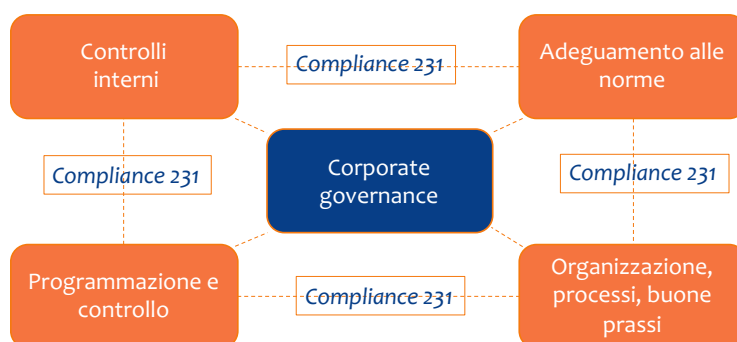 Controlli
interni
Compliance 231
Adeguamento alle
norme
Compliance 231
Corporate
governance
Compliance 231
Programmazione e
controllo
Compliance 231
Organizzazione,
processi, buone
prassi